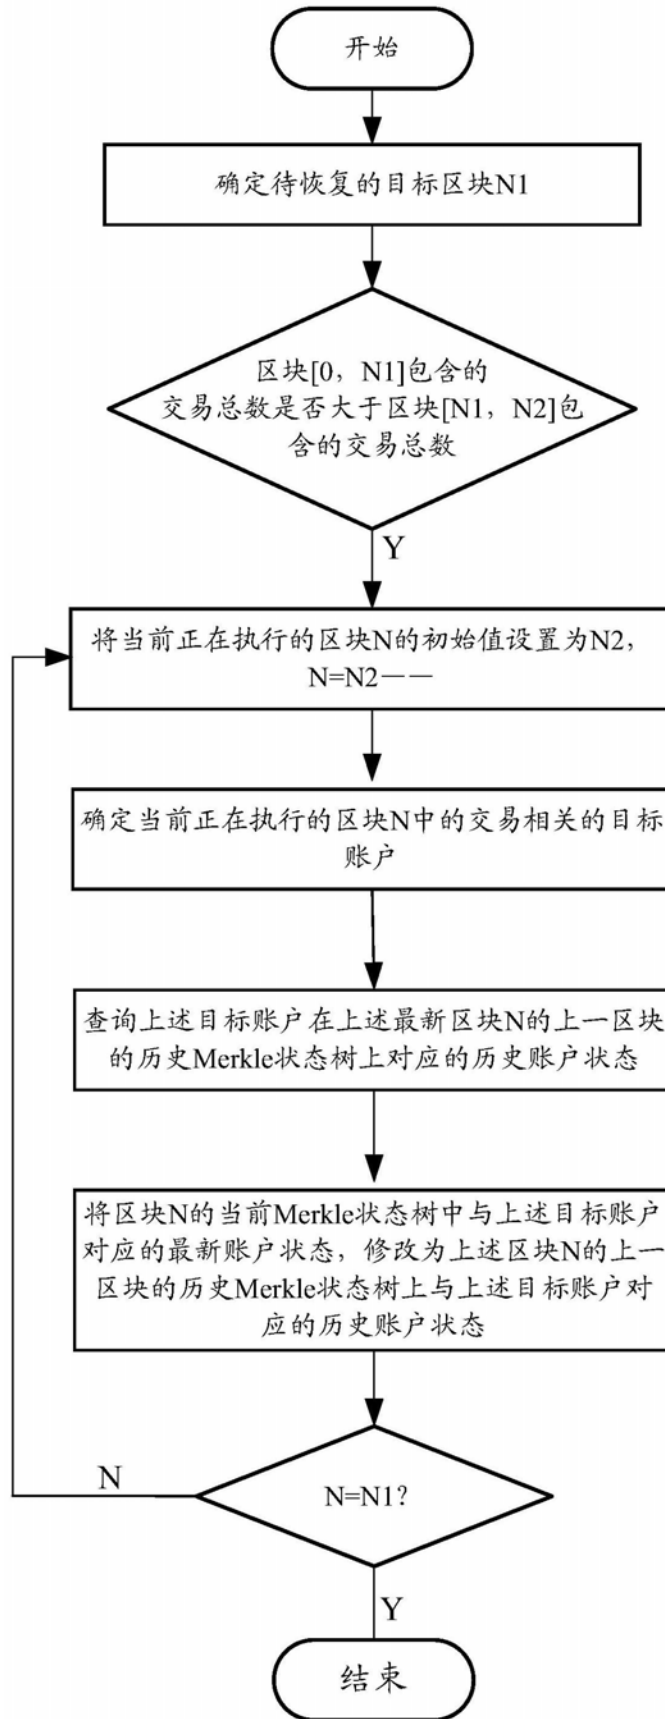 开始
确定待恢复的目标区块N1
区块[0，N1]包含的
交易总数是否大于区块[N1，N2]包
含的交易总数
Y
将当前正在执行的区块N的初始值设置为N2，
N=N2——
确定当前正在执行的区块N中的交易相关的目标
账户
查询上述目标账户在上述最新区块N的上一区块
的历史Merkle状态树上对应的历史账户状态
将区块N的当前Merkle状态树中与上述目标账户
对应的最新账户状态，修改为上述区块N的上一
区块的历史Merkle状态树上与上述目标账户对
应的历史账户状态
N
N=N1?
Y
结束